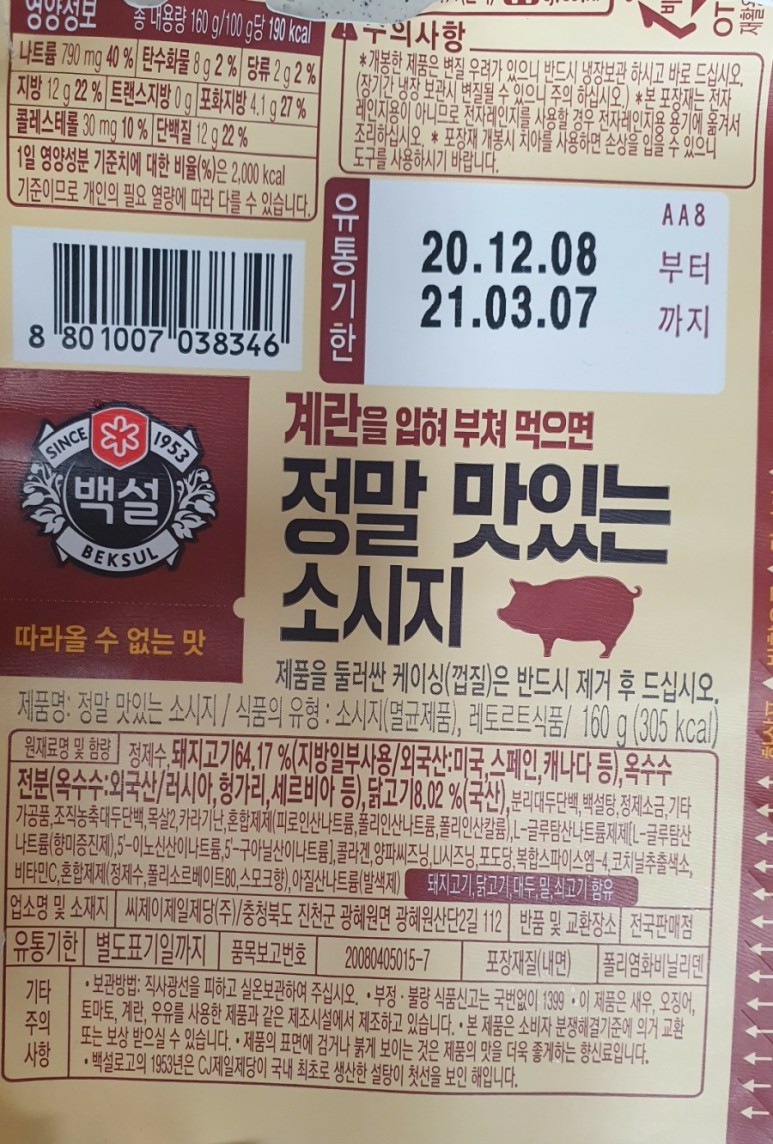 영양정보 총 내용량 160 g/100 g당 190 kcal
나트륨 790 mg 40 % 탄수화물 8 g 2 % 당류 2 g 2 %
지방 12 g 22 % 트랜스지방 0 g 포화지방 4.1 g 27 %
콜레스테롤 30 mg 10 % 단백질 12 g 22 %
1일 영양성분 기준치에 대한 비율(%)은 2,000 kcal
기준이므로 개인의 필요 열량에 따라 다를 수 있습니다.
주의사항
*개봉한 제품은 변질 우려가 있으니 반드시 냉장보관 하시고 바로 드십시오.
(장기간 냉장 보관시 변질될 수 있으니 주의 하십시오.) *본 포장재는 전자
레인지용이 아니므로 전자레인지를 사용할 경우 전자레인지용 용기에 옮겨서
조리하십시오. * 포장재 개봉시 치아를 사용하면 손상을 입을 수 있으니
도구를 사용하시기 바랍니다.
유통기한
AA8
20.12.08 부터
21.03.07 까지
8 801007 038346
SINCE 1953
백설
BEKSUL
따라올 수 없는 맛
계란을 입혀 부쳐 먹으면
정말 맛있는
소시지
제품을 둘러싼 케이싱(껍질)은 반드시 제거 후 드십시오.
제품명: 정말 맛있는 소시지 / 식품의 유형 : 소시지(멸균제품), 레토르트식품/ 160 g (305 kcal)
원재료명 및 함량 정제수, 돼지고기64.17 %(지방일부사용/외국산:미국,스페인,캐나다 등), 옥수수
전분(옥수수:외국산/러시아,헝가리,세르비아 등), 닭고기8.02 %(국산), 분리대두단백, 백설탕, 정제소금, 기타
가공품, 조직농축대두단백, 목살2, 카라기난, 혼합제제(피로인산나트륨,폴리인산나트륨,폴리인산칼륨), L-글루탐산나트륨제제[L-글루탐산
나트륨(향미증진제),5'-이노신산이나트륨,5'-구아닐산이나트륨], 콜라겐, 양파씨즈닝, LI시즈닝, 포도당, 복합스파이스엠-4, 코치닐추출색소,
비타민C, 혼합제제(정제수,폴리소르베이트80,스모크향), 아질산나트륨(발색제) 돼지고기,닭고기,대두,밀,쇠고기 함유
업소명 및 소재지 씨제이제일제당(주)/충청북도 진천군 광혜원면 광혜원산단2길 112 반품 및 교환장소 전국판매점
유통기한 별도표기일까지 품목보고번호 20080405015-7 포장재질(내면) 폴리염화비닐리덴
기타 주의 사항
• 보관방법: 직사광선을 피하고 실온보관하여 주십시오. • 부정·불량 식품신고는 국번없이 1399 • 이 제품은 새우, 오징어,
토마토, 계란, 우유를 사용한 제품과 같은 제조시설에서 제조하고 있습니다. • 본 제품은 소비자 분쟁해결기준에 의거 교환
또는 보상 받으실 수 있습니다. • 제품의 표면에 검거나 붉게 보이는 것은 제품의 맛을 더욱 좋게하는 향신료입니다.
• 백설로고의 1953년은 CJ제일제당이 국내 최초로 생산한 설탕이 첫선을 보인 해입니다.